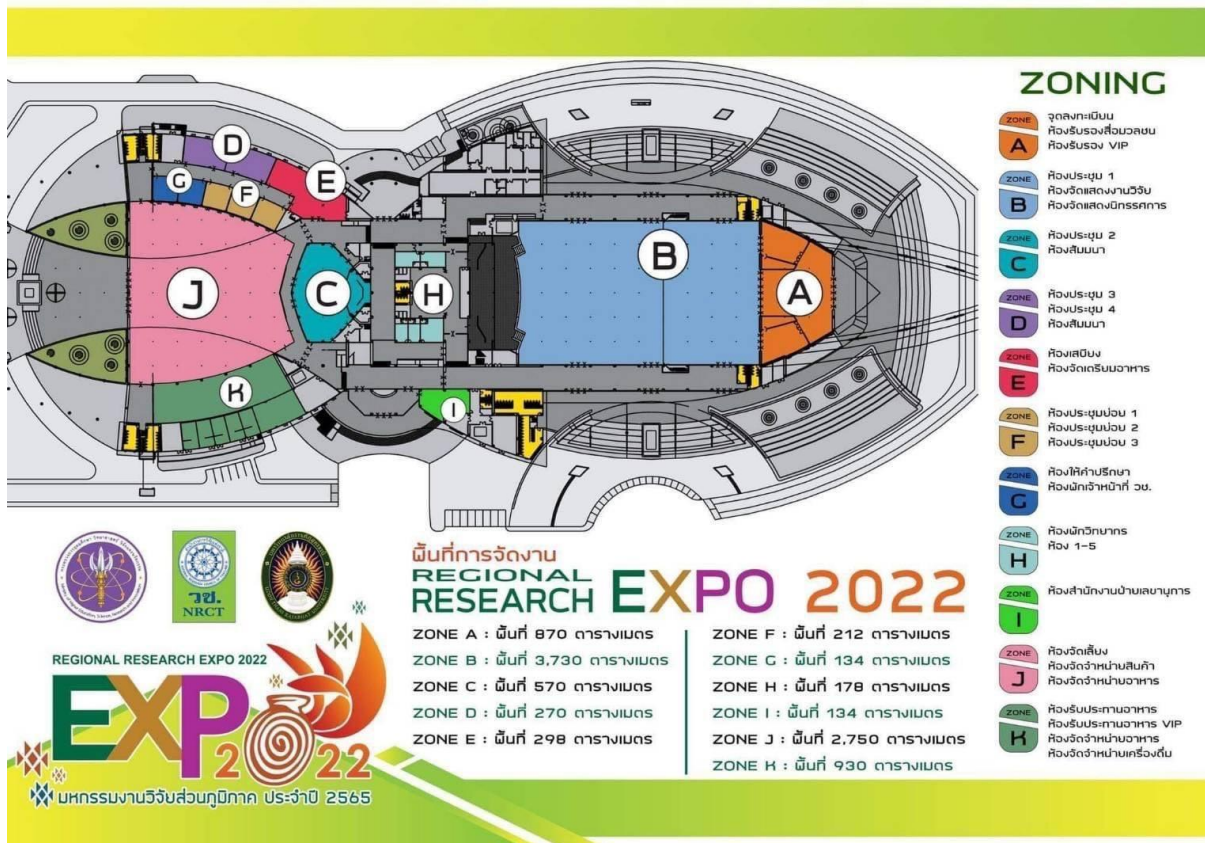 ZONING
ZONE A
จุดลงทะเบียน
ห้องรับรองสื่อมวลชน
ห้องรับรอง VIP
ZONE B
ห้องประชุม 1
ห้องจัดแสดงงานวิจัย
ห้องจัดแสดงนิทรรศการ
ZONE C
ห้องประชุม 2
ห้องสัมมนา
ZONE D
ห้องประชุม 3
ห้องประชุม 4
ห้องสัมมนา
ZONE E
ห้องเสบียง
ห้องจัดเตรียมอาหาร
ZONE F
ห้องประชุมย่อย 1
ห้องประชุมย่อย 2
ห้องประชุมย่อย 3
ZONE G
ห้องให้คำปรึกษา
ห้องพักเจ้าหน้าที่ วช.
ZONE H
ห้องพักวิทยากร
ห้อง 1-5
ZONE I
ห้องสำนักงานฝ่ายเลขานุการ
ZONE J
ห้องจัดเลี้ยง
ห้องจัดจำหน่ายสินค้า
ห้องจัดจำหน่ายอาหาร
ZONE K
ห้องรับประทานอาหาร
ห้องรับประทานอาหาร VIP
ห้องจัดจำหน่ายอาหาร
ห้องจัดจำหน่ายเครื่องดื่ม
D
E
G
F
J
C
H
B
A
K
I
วช.
NRCT
พื้นที่การจัดงาน
REGIONAL
RESEARCH EXPO 2022
ZONE A : พื้นที่ 870 ตารางเมตร
ZONE B : พื้นที่ 3,730 ตารางเมตร
ZONE C : พื้นที่ 570 ตารางเมตร
ZONE D : พื้นที่ 270 ตารางเมตร
ZONE E : พื้นที่ 298 ตารางเมตร
ZONE F : พื้นที่ 212 ตารางเมตร
ZONE G : พื้นที่ 134 ตารางเมตร
ZONE H : พื้นที่ 178 ตารางเมตร
ZONE I : พื้นที่ 134 ตารางเมตร
ZONE J : พื้นที่ 2,750 ตารางเมตร
ZONE K : พื้นที่ 930 ตารางเมตร
REGIONAL RESEARCH EXPO 2022
EXPO
2022
มหกรรมงานวิจัยส่วนภูมิภาค ประจำปี 2565